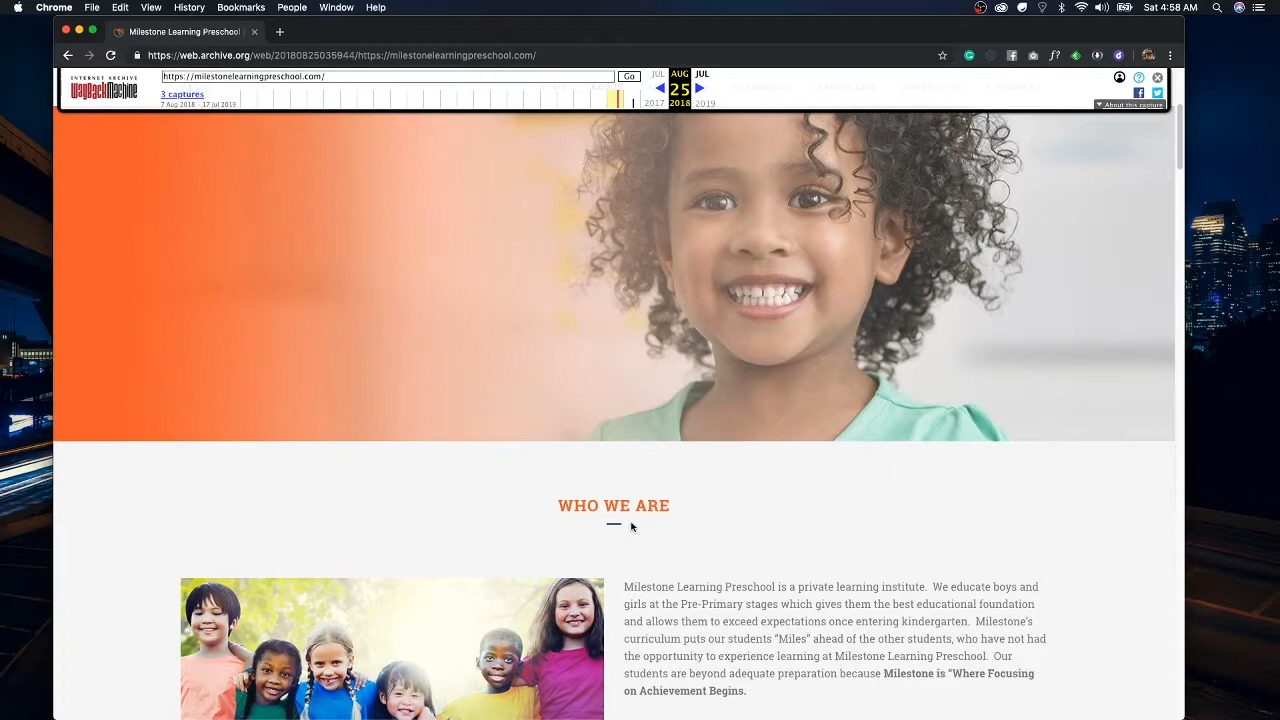 Chrome File Edit View History Bookmarks People Window Help
Sat 4:58 AM
Milestone Learning Preschool |
https://web.archive.org/web/20180825035944/https://milestonelearningpreschool.com/
INTERNET ARCHIVE
WayBackMachine
https://milestonelearningpreschool.com/
Go
JUL AUG JUL
3 captures
25
7 Aug 2018 - 17 Jul 2019
2017 2018 2019
About this capture
WHO WE ARE
Milestone Learning Preschool is a private learning institute. We educate boys and
girls at the Pre-Primary stages which gives them the best educational foundation
and allows them to exceed expectations once entering kindergarten. Milestone's
curriculum puts our students “Miles” ahead of the other students, who have not had
the opportunity to experience learning at Milestone Learning Preschool. Our
students are beyond adequate preparation because Milestone is “Where Focusing
on Achievement Begins.